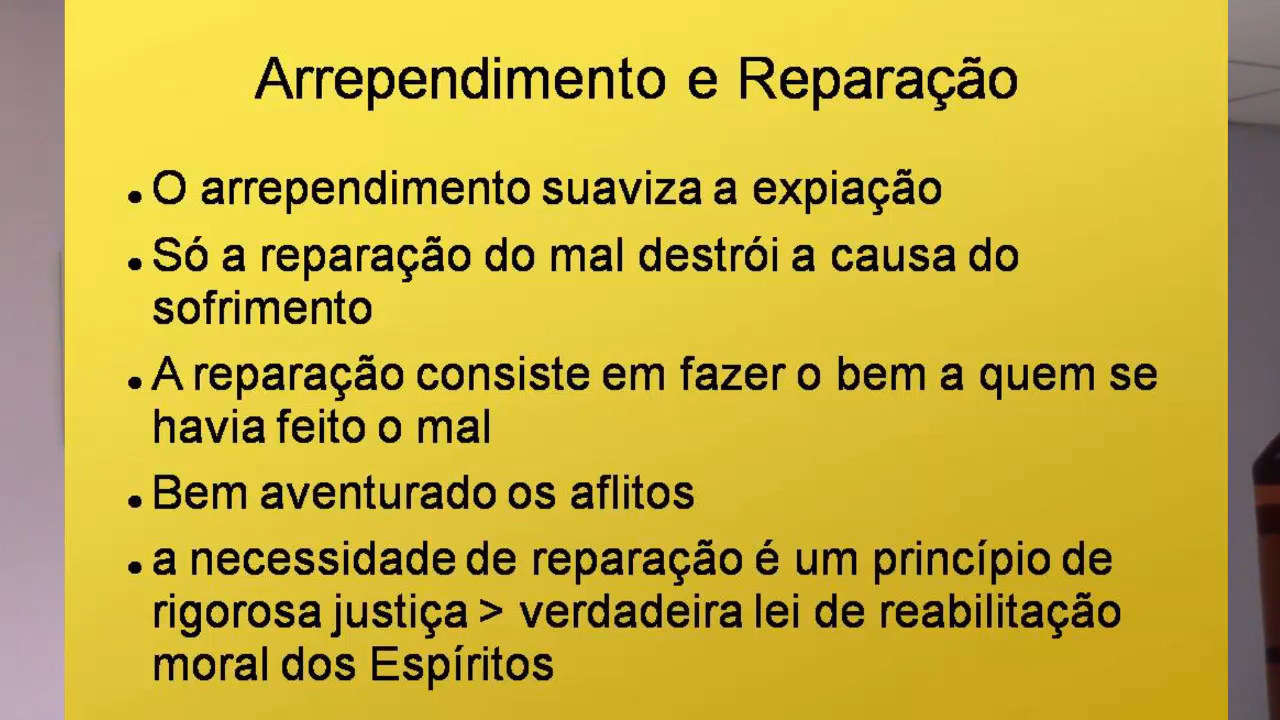 Arrependimento e Reparação
● O arrependimento suaviza a expiação
● Só a reparação do mal destrói a causa do
sofrimento
● A reparação consiste em fazer o bem a quem se
havia feito o mal
● Bem aventurado os aflitos
● a necessidade de reparação é um princípio de
rigorosa justiça > verdadeira lei de reabilitação
moral dos Espíritos